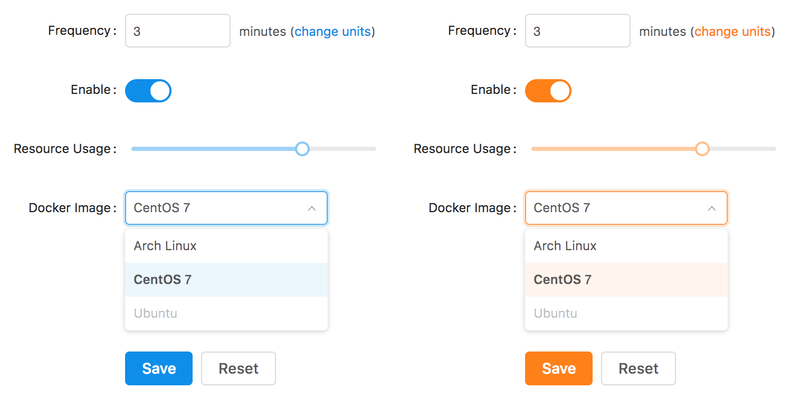 Frequency: 3 minutes (change units)
Enable:
Resource Usage:
Docker Image: CentOS 7
Arch Linux
CentOS 7
Ubuntu
Save Reset
Frequency: 3 minutes (change units)
Enable:
Resource Usage:
Docker Image: CentOS 7
Arch Linux
CentOS 7
Ubuntu
Save Reset